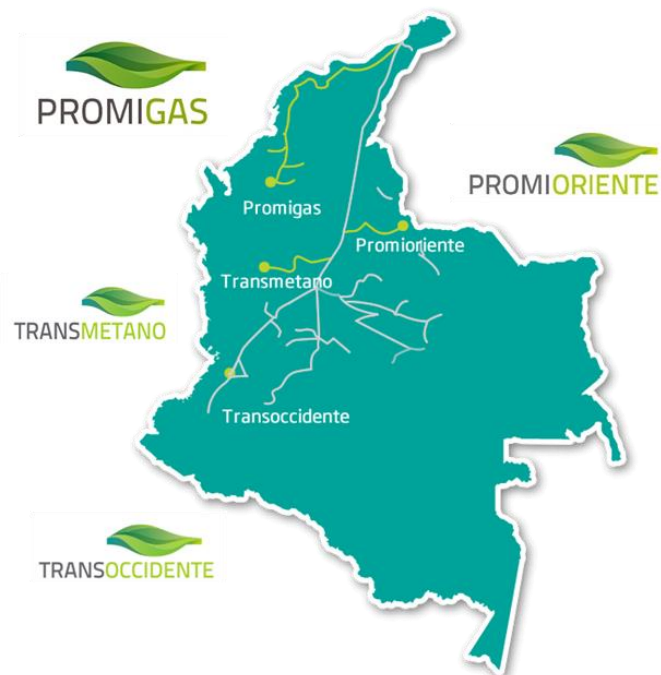 PROMIGAS
PROMIORIENTE
Promigas
Promioriente
Transmetano
TRANSMETANO
Transoccidente
TRANSOCCIDENTE